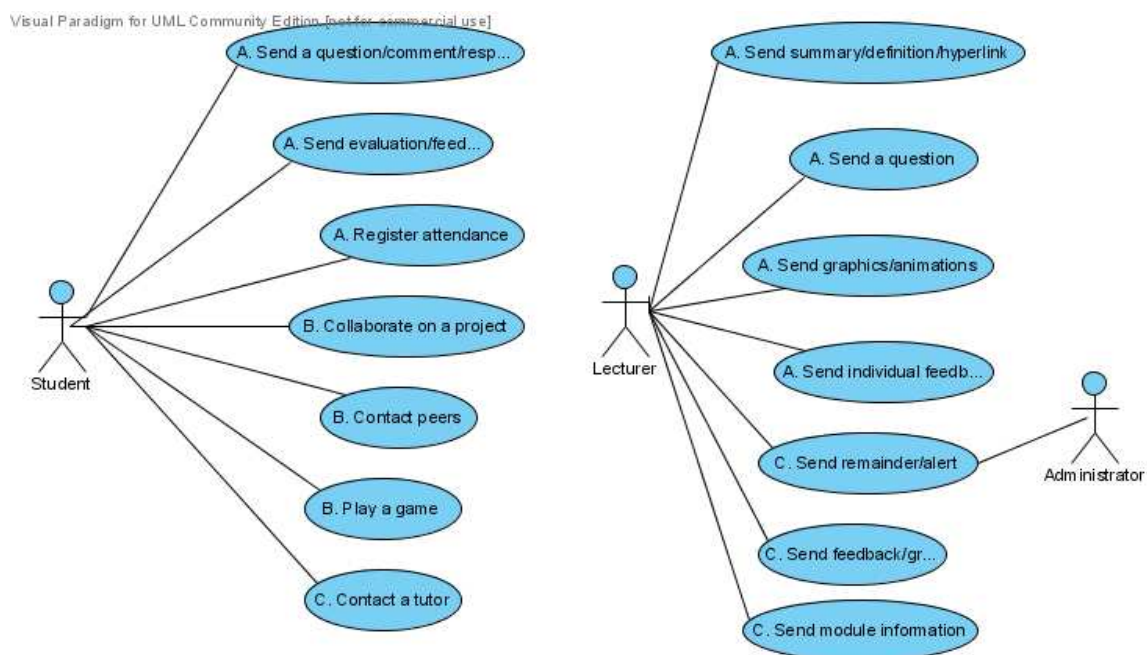 Visual Paradigm for UML Community Edition [not for commercial use]
A. Send a question/comment/resp...
A. Send evaluation/feed...
A. Register attendance
B. Collaborate on a project
Student
B. Contact peers
B. Play a game
C. Contact a tutor
A. Send summary/definition/hyperlink
A. Send a question
A. Send graphics/animations
Lecturer
A. Send individual feedb...
C. Send remainder/alert
Administrator
C. Send feedback/gr...
C. Send module information